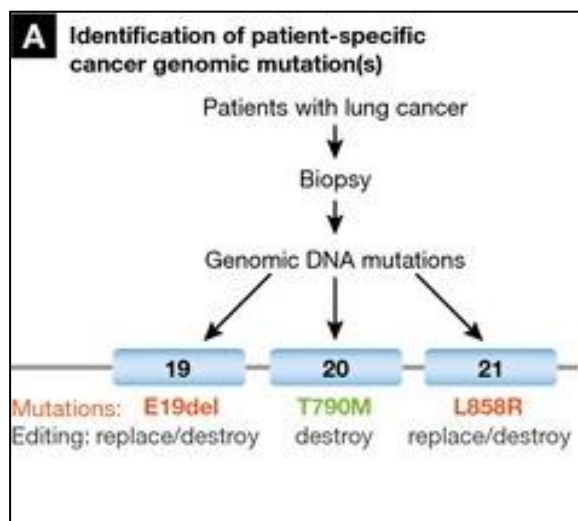 A Identification of patient-specific
cancer genomic mutation(s)
Patients with lung cancer
Biopsy
Genomic DNA mutations
19 20 21
Mutations: E19del T790M L858R
Editing: replace/destroy destroy replace/destroy